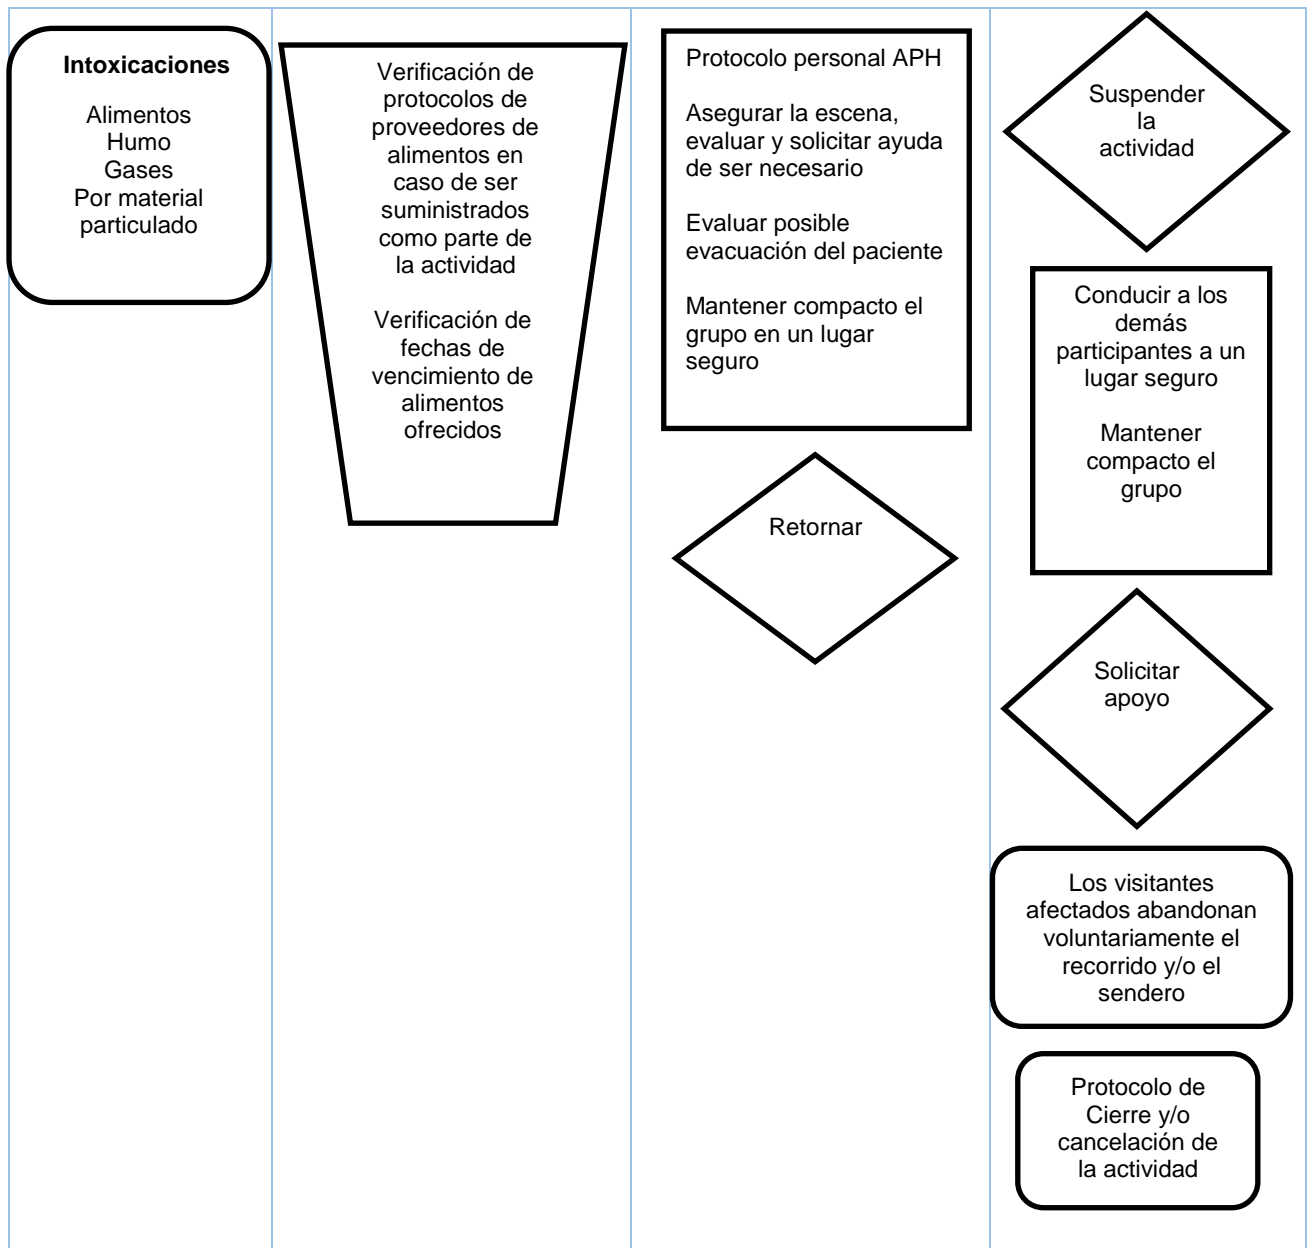 Intoxicaciones
Alimentos
Humo
Gases
Por material
particulado
Verificación de
protocolos de
proveedores de
alimentos en
caso de ser
suministrados
como parte de
la actividad
Verificación de
fechas de
vencimiento de
alimentos
ofrecidos
Protocolo personal APH
Asegurar la escena,
evaluar y solicitar ayuda
de ser necesario
Evaluar posible
evacuación del paciente
Mantener compacto el
grupo en un lugar
seguro
Retornar
Suspender
la
actividad
Conducir a los
demás
participantes a un
lugar seguro
Mantener
compacto el
grupo
Solicitar
apoyo
Los visitantes
afectados abandonan
voluntariamente el
recorrido y/o el
sendero
Protocolo de
Cierre y/o
cancelación de
la actividad